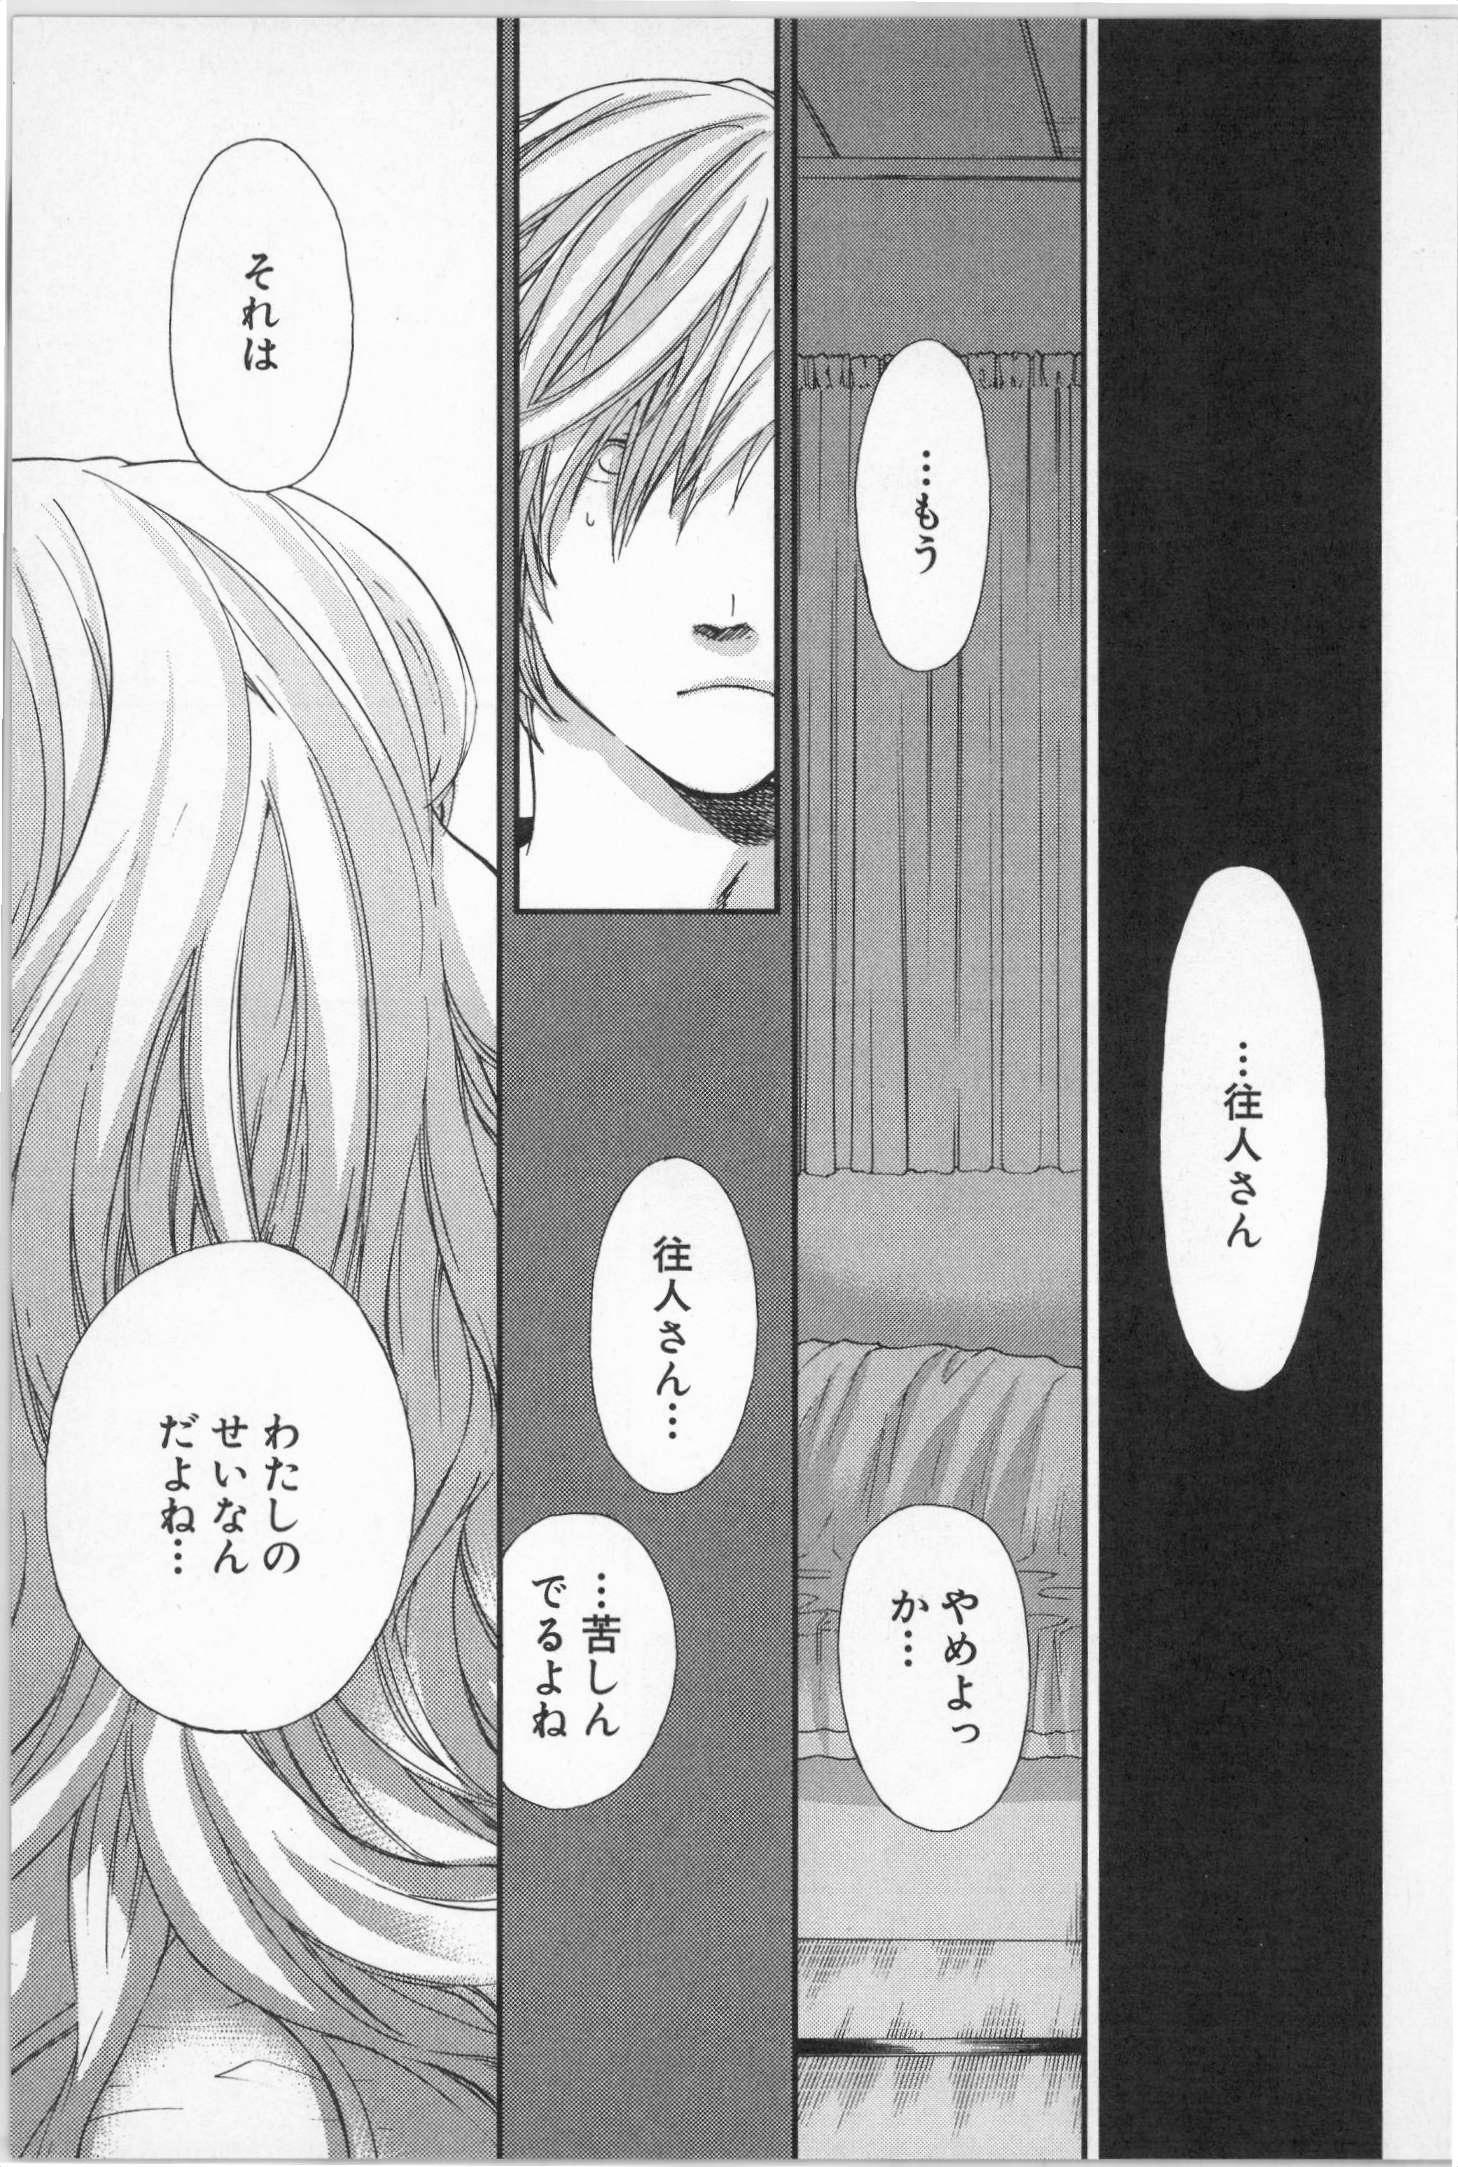 …往人さん
…もう
やめよっ
か…
往人さん…
…苦しん
でるよね
それは
わたしの
せいなん
だよね…